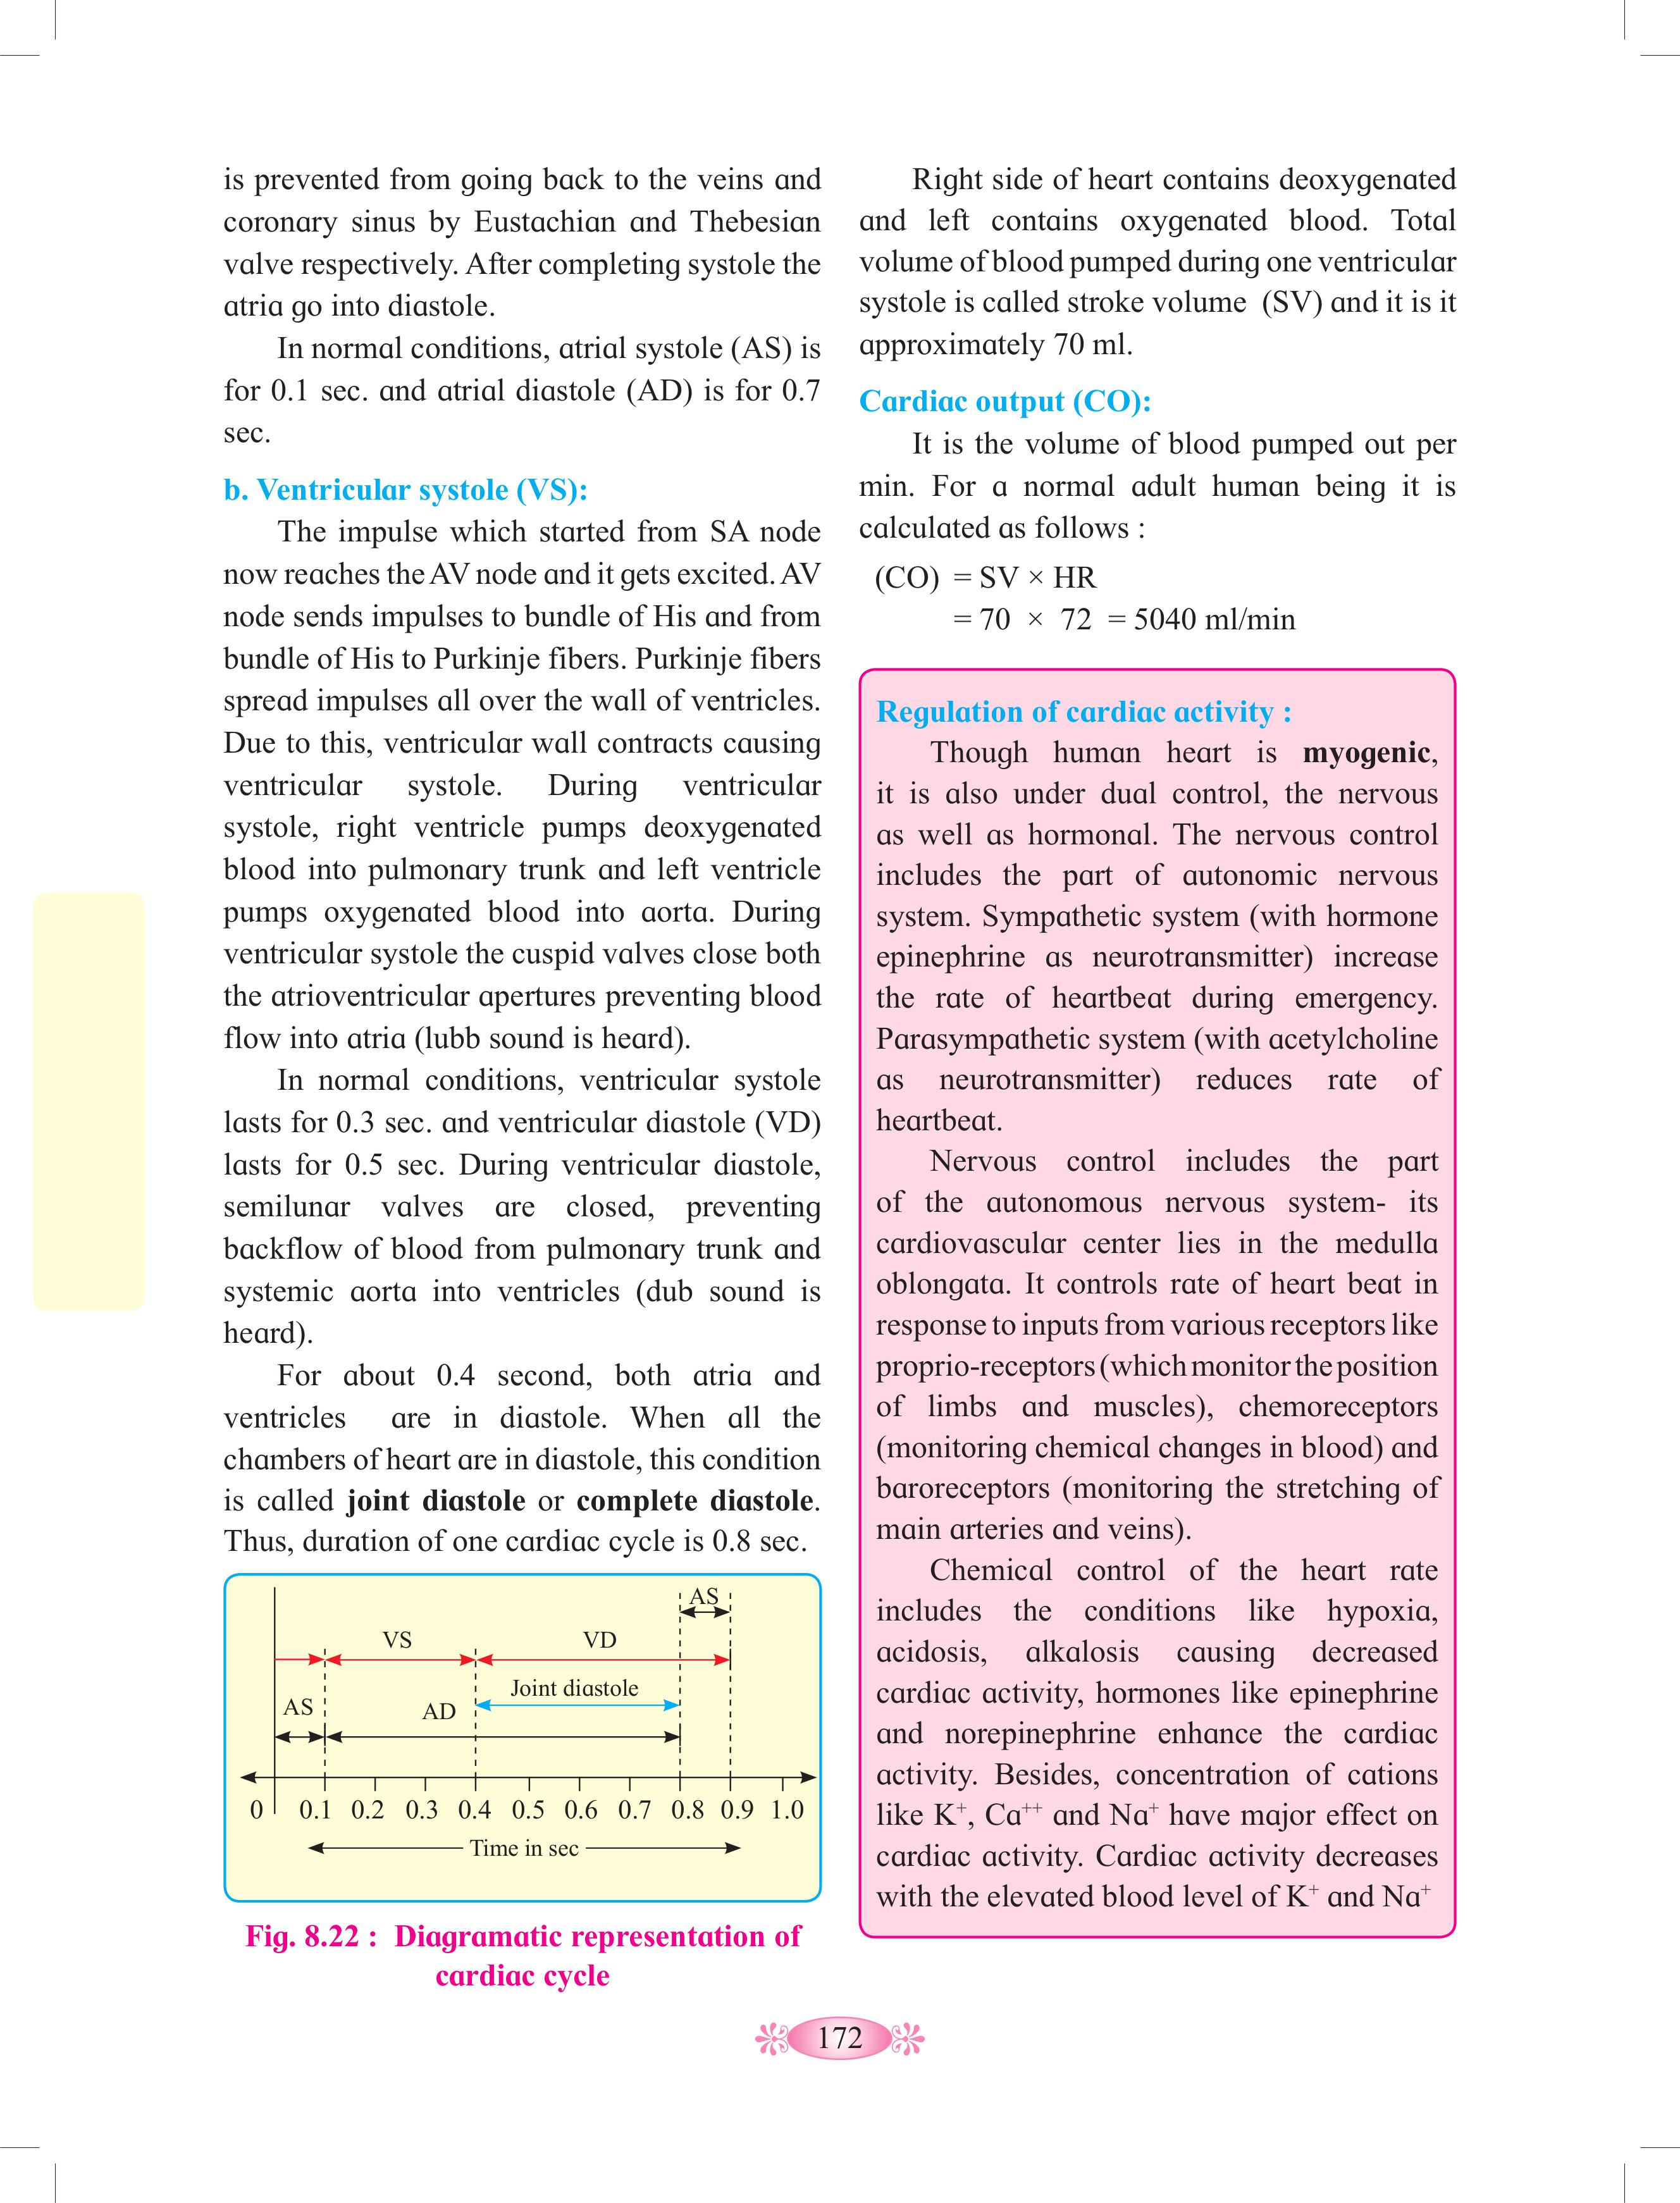 is prevented from going back to the veins and
coronary sinus by Eustachian and Thebesian
valve respectively. After completing systole the
atria go into diastole.
In normal conditions, atrial systole (AS) is
for 0.1 sec. and atrial diastole (AD) is for 0.7
sec.
b. Ventricular systole (VS):
The impulse which started from SA node
now reaches the AV node and it gets excited. AV
node sends impulses to bundle of His and from
bundle of His to Purkinje fibers. Purkinje fibers
spread impulses all over the wall of ventricles.
Due to this, ventricular wall contracts causing
ventricular systole. During ventricular
systole, right ventricle pumps deoxygenated
blood into pulmonary trunk and left ventricle
pumps oxygenated blood into aorta. During
ventricular systole the cuspid valves close both
the atrioventricular apertures preventing blood
flow into atria (lubb sound is heard).
In normal conditions, ventricular systole
lasts for 0.3 sec. and ventricular diastole (VD)
lasts for 0.5 sec. During ventricular diastole,
semilunar valves are closed, preventing
backflow of blood from pulmonary trunk and
systemic aorta into ventricles (dub sound is
heard).
For about 0.4 second, both atria and
ventricles are in diastole. When all the
chambers of heart are in diastole, this condition
is called joint diastole or complete diastole.
Thus, duration of one cardiac cycle is 0.8 sec.
AS
VS VD
Joint diastole
AS AD
0 0.1 0.2 0.3 0.4 0.5 0.6 0.7 0.8 0.9 1.0
Time in sec
Fig. 8.22 : Diagramatic representation of
cardiac cycle
Right side of heart contains deoxygenated
and left contains oxygenated blood. Total
volume of blood pumped during one ventricular
systole is called stroke volume (SV) and it is it
approximately 70 ml.
Cardiac output (CO):
It is the volume of blood pumped out per
min. For a normal adult human being it is
calculated as follows :
(CO) = SV × HR
= 70 × 72 = 5040 ml/min
Regulation of cardiac activity :
Though human heart is myogenic,
it is also under dual control, the nervous
as well as hormonal. The nervous control
includes the part of autonomic nervous
system. Sympathetic system (with hormone
epinephrine as neurotransmitter) increase
the rate of heartbeat during emergency.
Parasympathetic system (with acetylcholine
as neurotransmitter) reduces rate of
heartbeat.
Nervous control includes the part
of the autonomous nervous system- its
cardiovascular center lies in the medulla
oblongata. It controls rate of heart beat in
response to inputs from various receptors like
proprio-receptors (which monitor the position
of limbs and muscles), chemoreceptors
(monitoring chemical changes in blood) and
baroreceptors (monitoring the stretching of
main arteries and veins).
Chemical control of the heart rate
includes the conditions like hypoxia,
acidosis, alkalosis causing decreased
cardiac activity, hormones like epinephrine
and norepinephrine enhance the cardiac
activity. Besides, concentration of cations
like K⁺, Ca⁺⁺ and Na⁺ have major effect on
cardiac activity. Cardiac activity decreases
with the elevated blood level of K⁺ and Na⁺
172